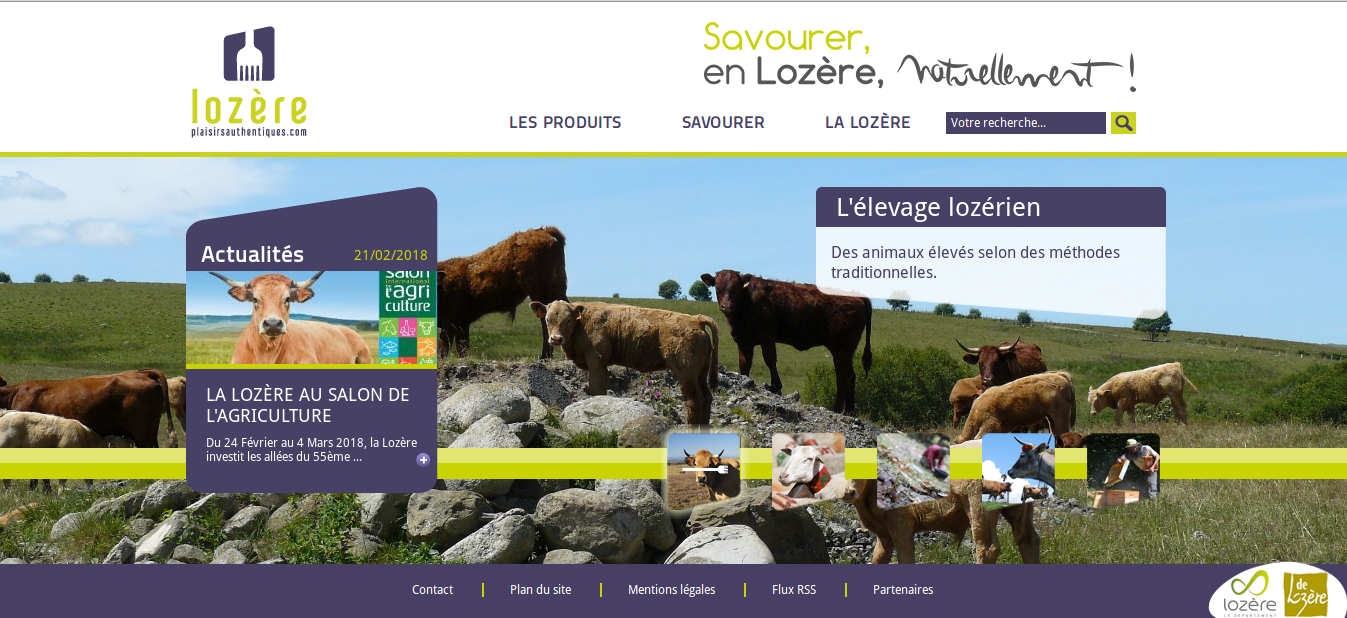 lozère
plaisirsauthentiques.com
Savourer,
en Lozère, naturellement !
LES PRODUITS
SAVOURER
LA LOZÈRE
Votre recherche...
Actualités
21/02/2018
salon
international
de l'agri
culture
LA LOZÈRE AU SALON DE
L'AGRICULTURE
Du 24 Février au 4 Mars 2018, la Lozère
investit les allées du 55ème ...
L'élevage lozérien
Des animaux élevés selon des méthodes
traditionnelles.
Contact
Plan du site
Mentions légales
Flux RSS
Partenaires
lozère
LE DÉPARTEMENT
de
Lozère